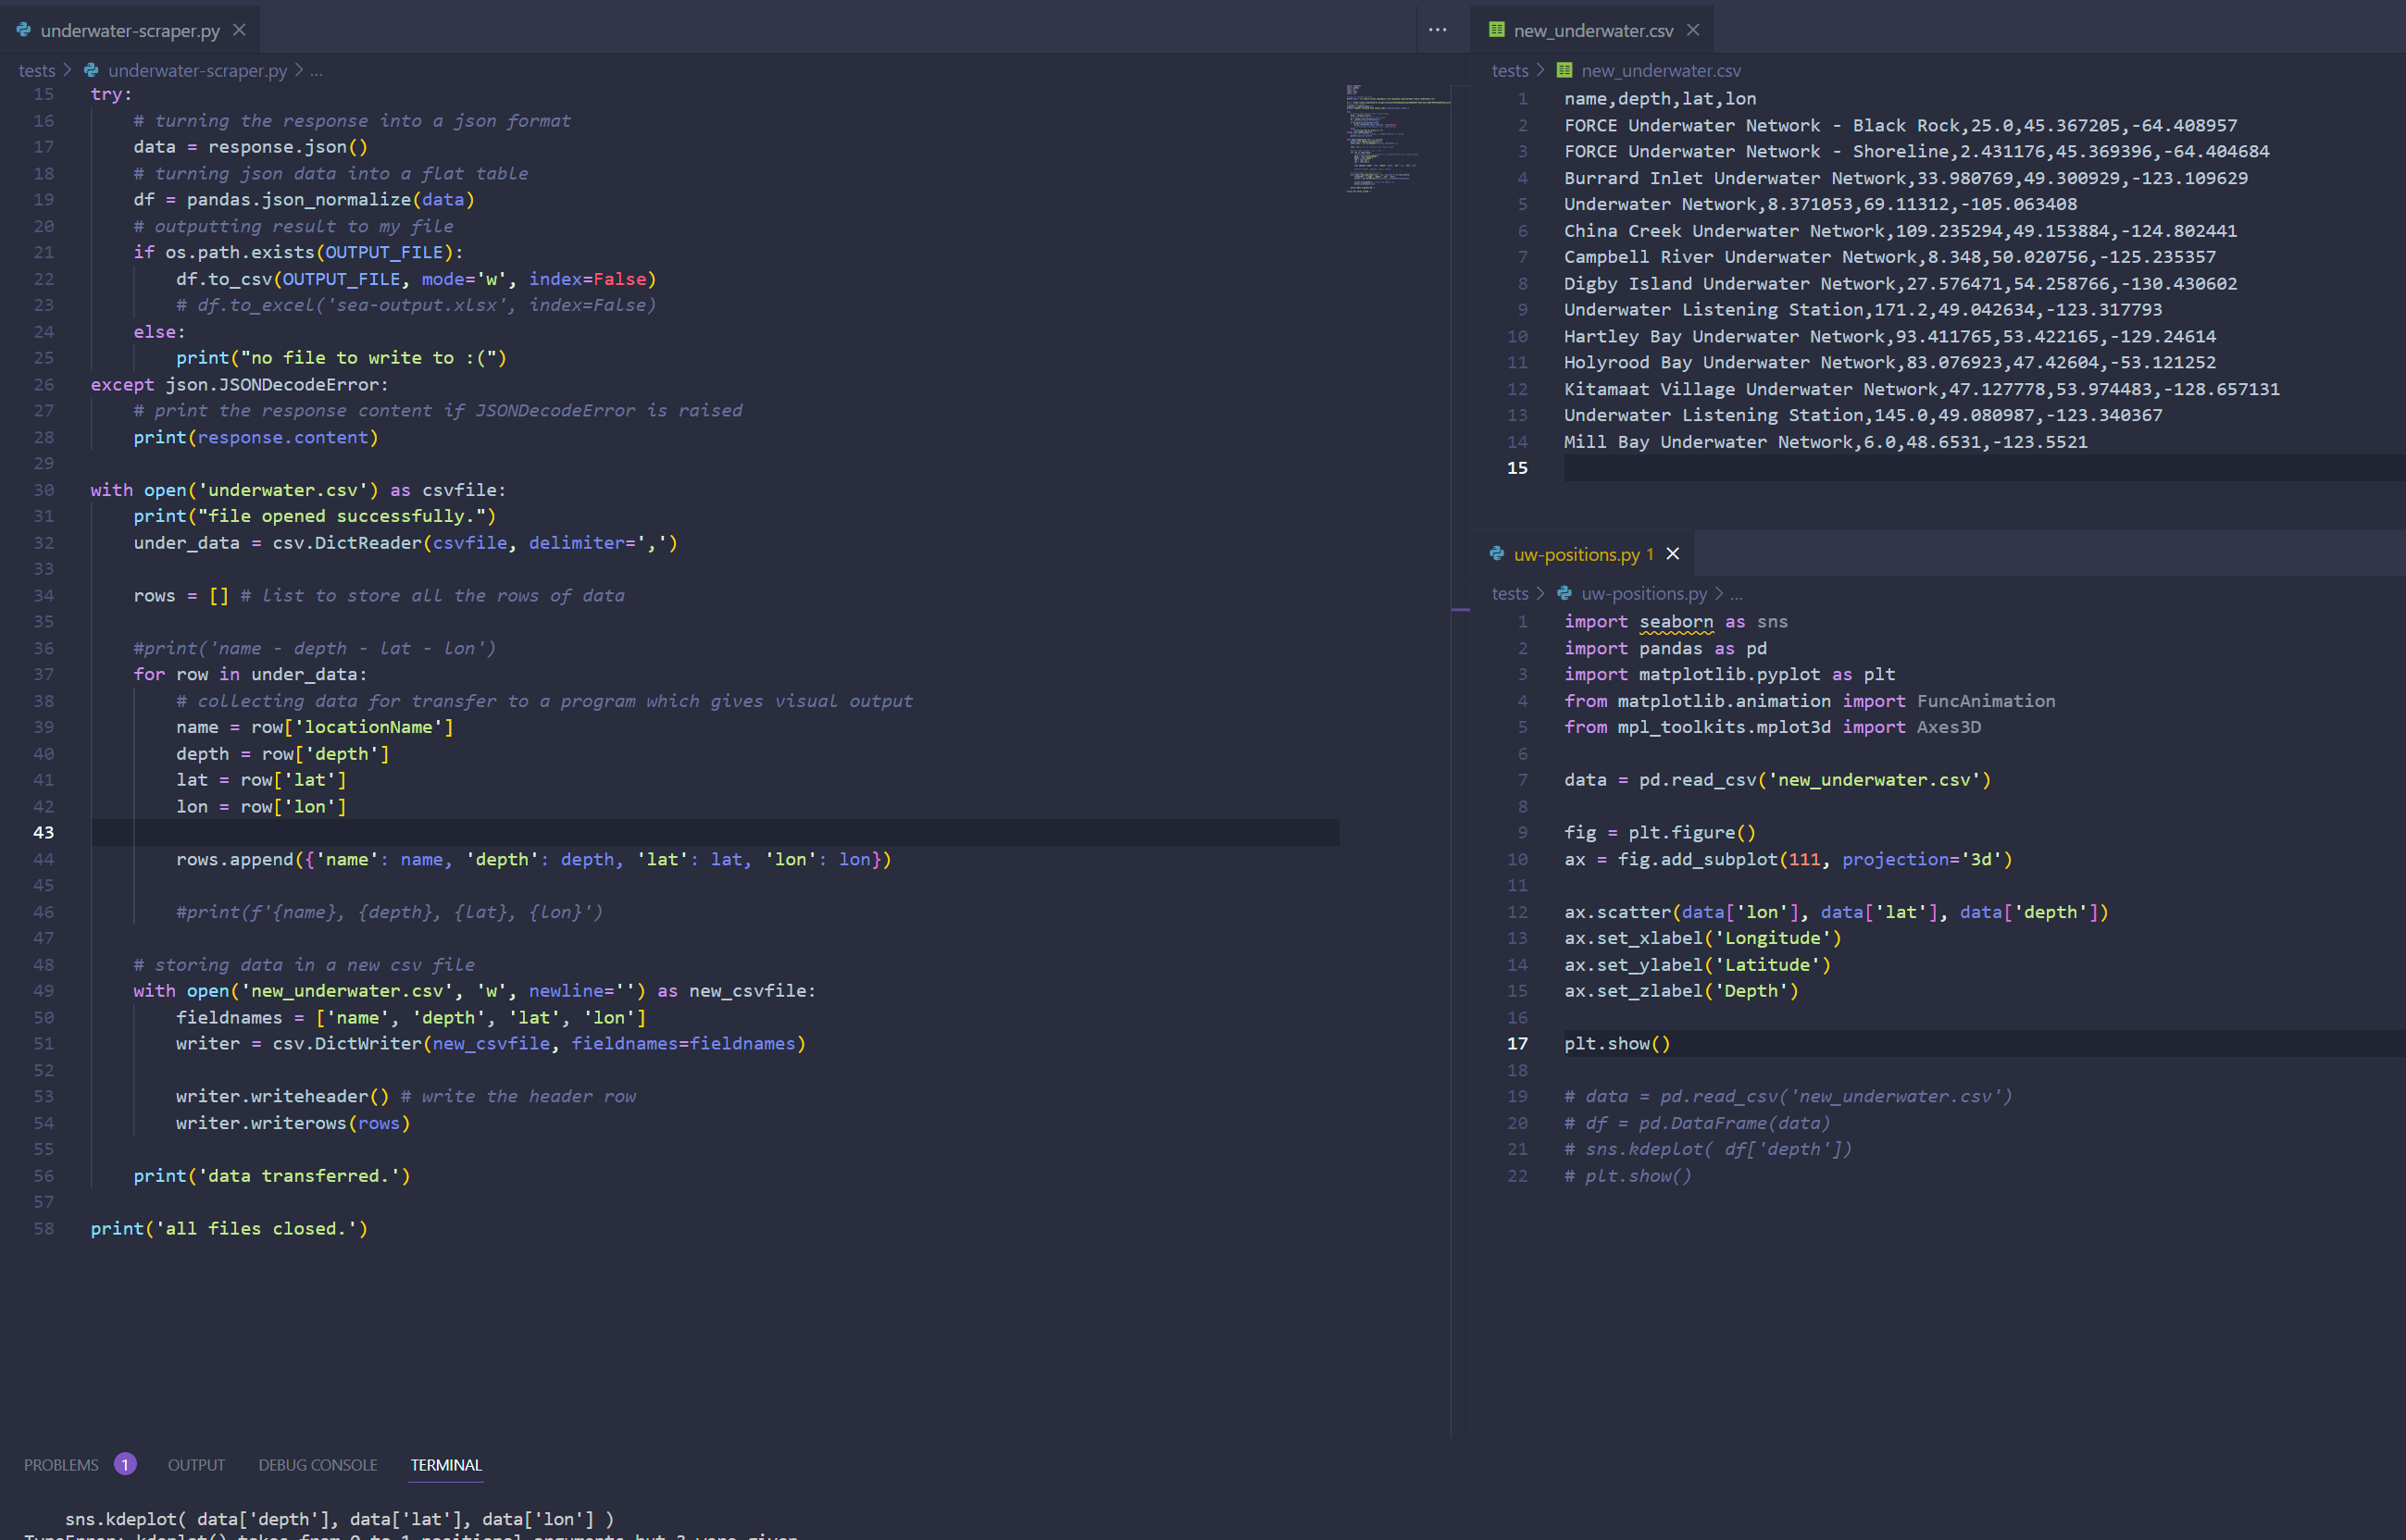 underwater-scraper.py
tests > underwater-scraper.py > ...
15 try:
16 # turning the response into a json format
17 data = response.json()
18 # turning json data into a flat table
19 df = pandas.json_normalize(data)
20 # outputting result to my file
21 if os.path.exists(OUTPUT_FILE):
22 df.to_csv(OUTPUT_FILE, mode='w', index=False)
23 # df.to_excel('sea-output.xlsx', index=False)
24 else:
25 print("no file to write to :(")
26 except json.JSONDecodeError:
27 # print the response content if JSONDecodeError is raised
28 print(response.content)
29
30 with open('underwater.csv') as csvfile:
31 print("file opened successfully.")
32 under_data = csv.DictReader(csvfile, delimiter=',')
33
34 rows = [] # list to store all the rows of data
35
36 #print('name - depth - lat - lon')
37 for row in under_data:
38 # collecting data for transfer to a program which gives visual output
39 name = row['locationName']
40 depth = row['depth']
41 lat = row['lat']
42 lon = row['lon']
43
44 rows.append({'name': name, 'depth': depth, 'lat': lat, 'lon': lon})
45
46 #print(f'{name}, {depth}, {lat}, {lon}')
47
48 # storing data in a new csv file
49 with open('new_underwater.csv', 'w', newline='') as new_csvfile:
50 fieldnames = ['name', 'depth', 'lat', 'lon']
51 writer = csv.DictWriter(new_csvfile, fieldnames=fieldnames)
52
53 writer.writeheader() # write the header row
54 writer.writerows(rows)
55
56 print('data transferred.')
57
58 print('all files closed.')
new_underwater.csv
tests > new_underwater.csv
1 name,depth,lat,lon
2 FORCE Underwater Network - Black Rock,25.0,45.367205,-64.408957
3 FORCE Underwater Network - Shoreline,2.431176,45.369396,-64.404684
4 Burrard Inlet Underwater Network,33.980769,49.300929,-123.109629
5 Underwater Network,8.371053,69.11312,-105.063408
6 China Creek Underwater Network,109.235294,49.153884,-124.802441
7 Campbell River Underwater Network,8.348,50.020756,-125.235357
8 Digby Island Underwater Network,27.576471,54.258766,-130.430602
9 Underwater Listening Station,171.2,49.042634,-123.317793
10 Hartley Bay Underwater Network,93.411765,53.422165,-129.24614
11 Holyrood Bay Underwater Network,83.076923,47.42604,-53.121252
12 Kitamaat Village Underwater Network,47.127778,53.974483,-128.657131
13 Underwater Listening Station,145.0,49.080987,-123.340367
14 Mill Bay Underwater Network,6.0,48.6531,-123.5521
15
uw-positions.py 1
tests > uw-positions.py > ...
1 import seaborn as sns
2 import pandas as pd
3 import matplotlib.pyplot as plt
4 from matplotlib.animation import FuncAnimation
5 from mpl_toolkits.mplot3d import Axes3D
6
7 data = pd.read_csv('new_underwater.csv')
8
9 fig = plt.figure()
10 ax = fig.add_subplot(111, projection='3d')
11
12 ax.scatter(data['lon'], data['lat'], data['depth'])
13 ax.set_xlabel('Longitude')
14 ax.set_ylabel('Latitude')
15 ax.set_zlabel('Depth')
16
17 plt.show()
18
19 # data = pd.read_csv('new_underwater.csv')
20 # df = pd.DataFrame(data)
21 # sns.kdeplot( df['depth'])
22 # plt.show()
PROBLEMS 1 OUTPUT DEBUG CONSOLE TERMINAL
sns.kdeplot( data['depth'], data['lat'], data['lon'] )
TypeError: kdeplot() takes from 0 to 1 positional arguments but 3 were given